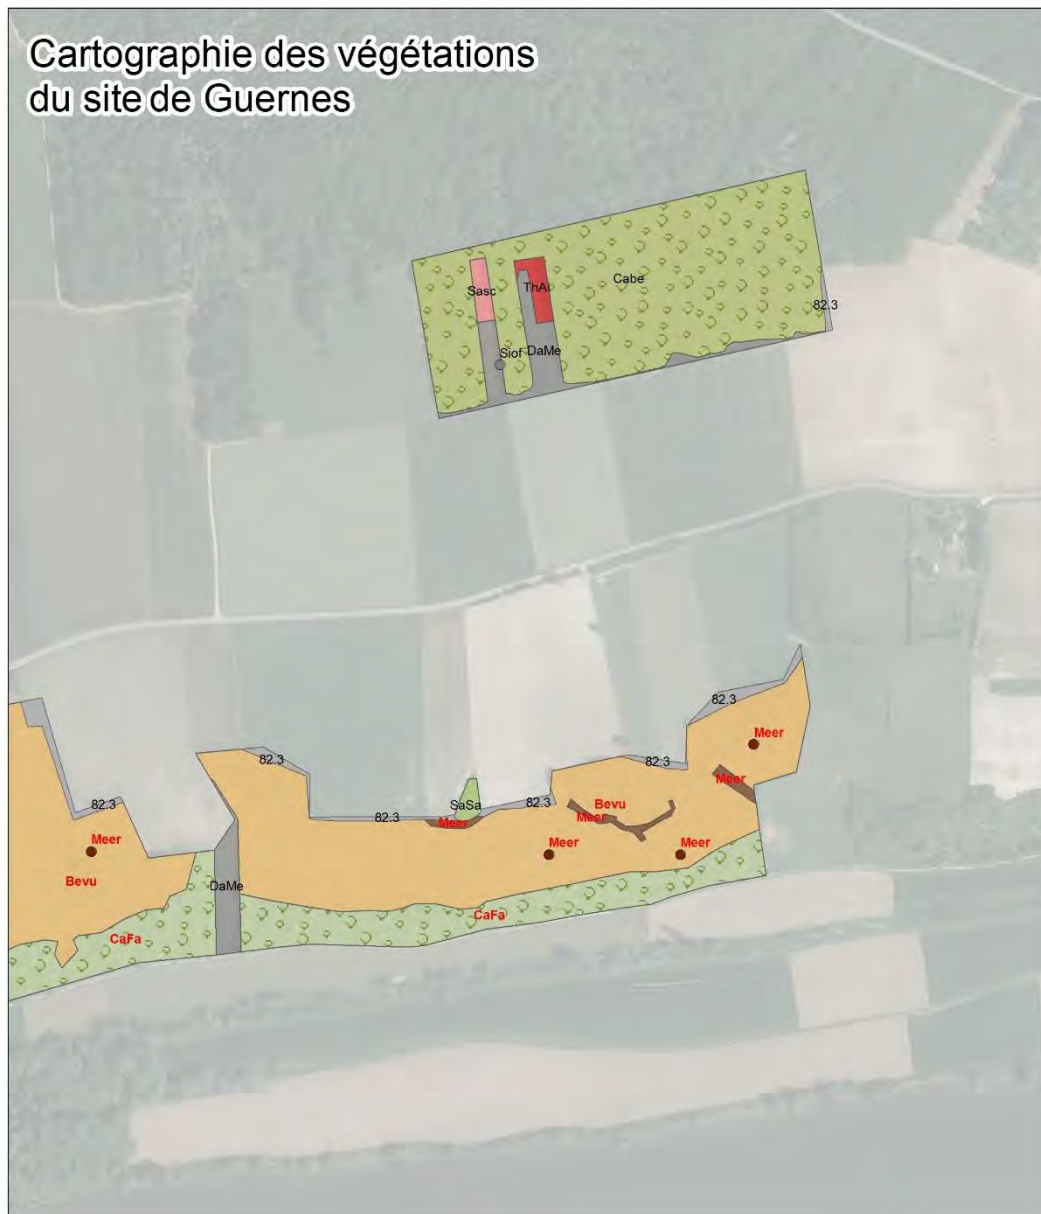 Cartographie des végétations
du site de Guernes
Cabe
Sasc
ThAi
82.3
Siof
DaMe
82.3
Meer
82.3
82.3
Meer
82.3
SaSa
82.3
Bevu
82.3
Meer
Meer
Meer
Meer
Meer
Bevu
DaMe
CaFa
CaFa